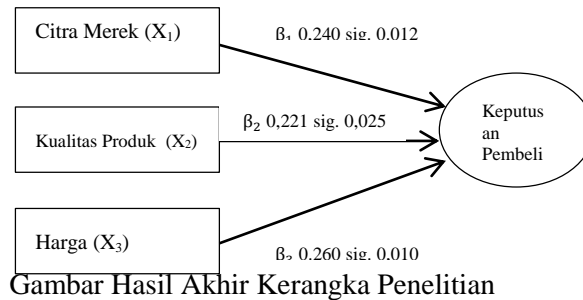 Citra Merek (X₁)
β₁ 0.240 sig. 0.012
Kualitas Produk (X₂)
β₂ 0,221 sig. 0,025
Keputus
an
Pembeli
Harga (X₃)
β₃ 0.260 sig. 0.010
Gambar Hasil Akhir Kerangka Penelitian